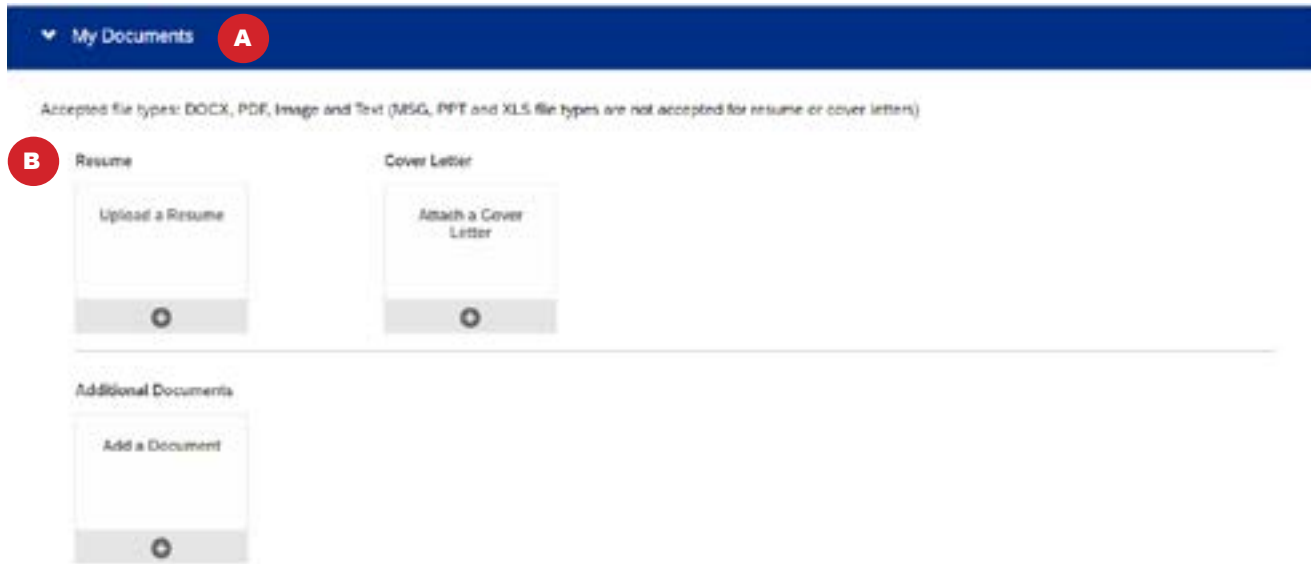 My Documents A
Accepted file types: DOCX, PDF, Image and Text (MSG, PPT and XLS file types are not accepted for resume or cover letters)
B Resume Cover Letter
Upload a Resume
Attach a Cover
Letter
Additional Documents
Add a Document